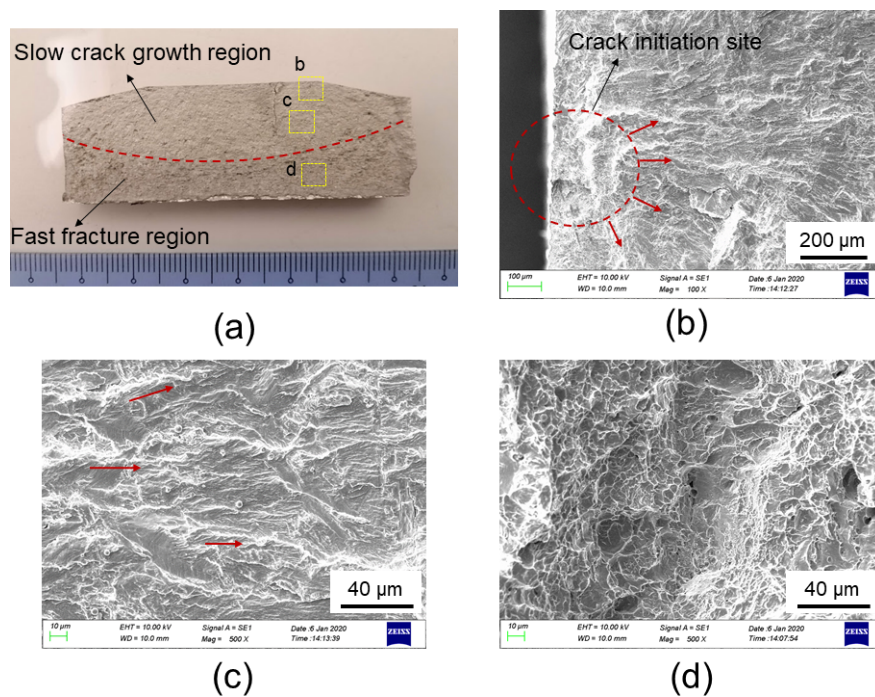 Slow crack growth region
b
c
d
Fast fracture region
(a)
Crack initiation site
200 µm
100 µm
EHT = 10.00 kV
WD = 10.0 mm
Signal A = SE1
Mag = 100 X
Date :6 Jan 2020
Time :14:12:27
ZEISS
(b)
40 µm
10 µm
EHT = 10.00 kV
WD = 10.0 mm
Signal A = SE1
Mag = 500 X
Date :6 Jan 2020
Time :14:13:39
ZEISS
(c)
40 µm
10 µm
EHT = 10.00 kV
WD = 10.0 mm
Signal A = SE1
Mag = 500 X
Date :6 Jan 2020
Time :14:07:54
ZEISS
(d)